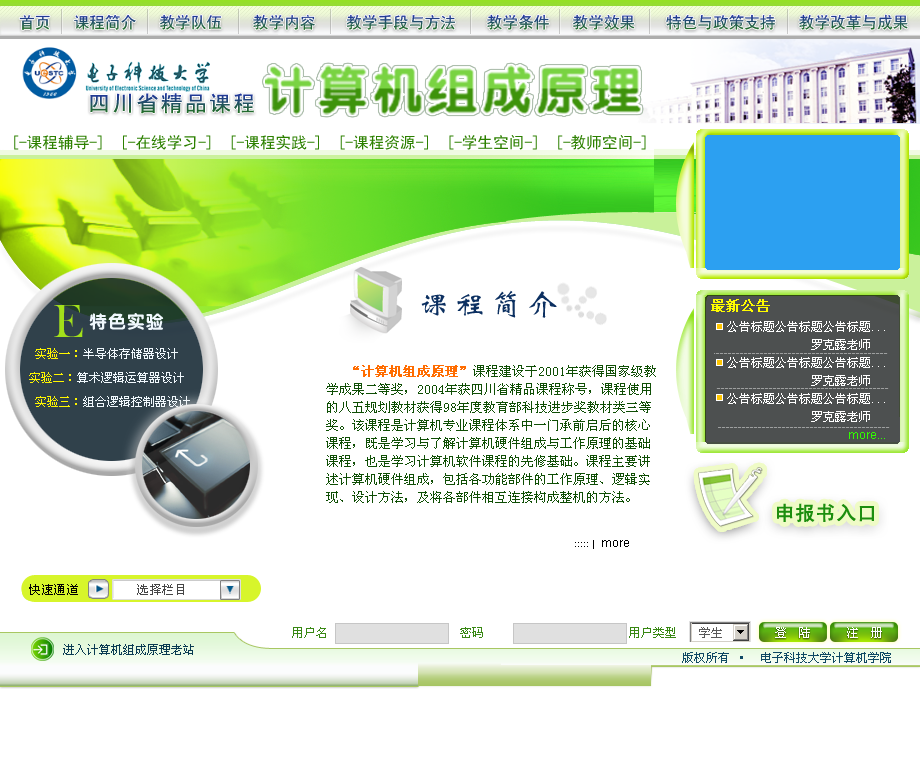 首页 课程简介 教学队伍 教学内容 教学手段与方法 教学条件 教学效果 特色与政策支持 教学改革与成果
USTC
1956
电子科技大学
University of Electronic Science and Technology of China
四川省精品课程
计算机组成原理
[-课程辅导-] [-在线学习-] [-课程实践-] [-课程资源-] [-学生空间-] [-教师空间-]
E 特色实验
实验一：半导体存储器设计
实验二：算术逻辑运算器设计
实验三：组合逻辑控制器设计
课程简介
“计算机组成原理”课程建设于2001年获得国家级教
学成果二等奖，2004年获四川省精品课程称号，课程使用
的八五规划教材获得98年度教育部科技进步奖教材类三等
奖。该课程是计算机专业课程体系中一门承前启后的核心
课程，既是学习与了解计算机硬件组成与工作原理的基础
课程，也是学习计算机软件课程的先修基础。课程主要讲
述计算机硬件组成，包括各功能部件的工作原理、逻辑实
现、设计方法，及将各部件相互连接构成整机的方法。
::::: | more
最新公告
公告标题公告标题公告标题...
罗克露老师
公告标题公告标题公告标题...
罗克露老师
公告标题公告标题公告标题...
罗克露老师
more...
申报书入口
快速通道 选择栏目
用户名 密码 用户类型 学生 登 陆 注 册
进入计算机组成原理老站
版权所有 • 电子科技大学计算机学院